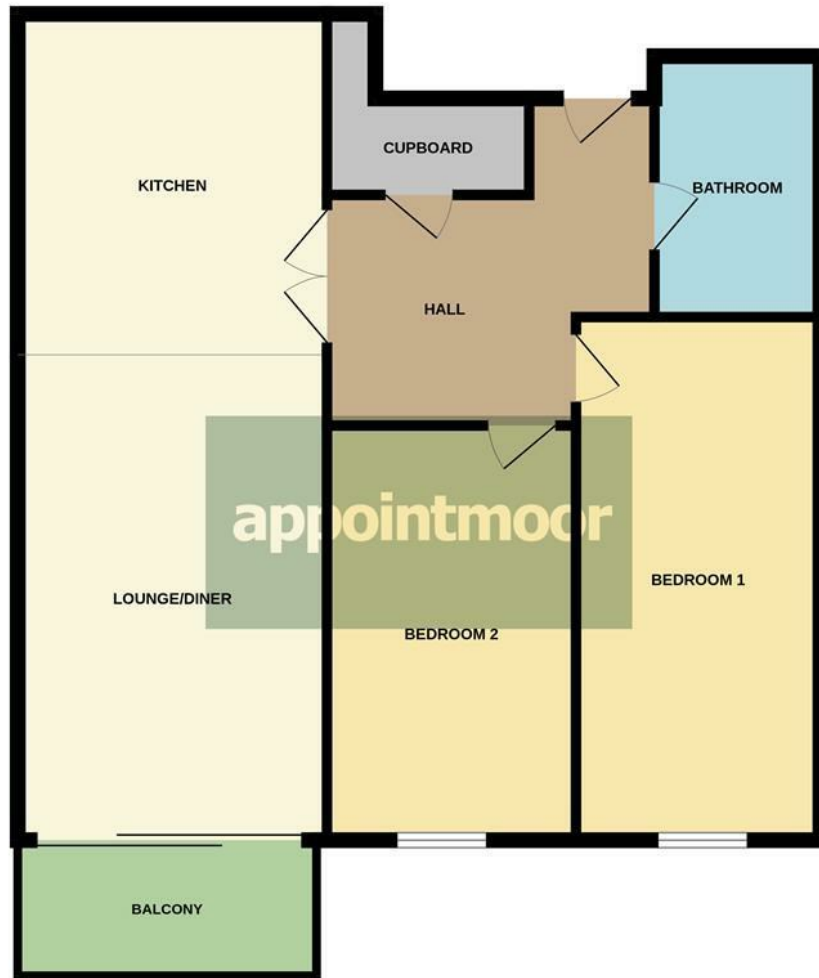 KITCHEN
CUPBOARD
BATHROOM
HALL
appointmoor
BEDROOM 1
LOUNGE/DINER
BEDROOM 2
BALCONY